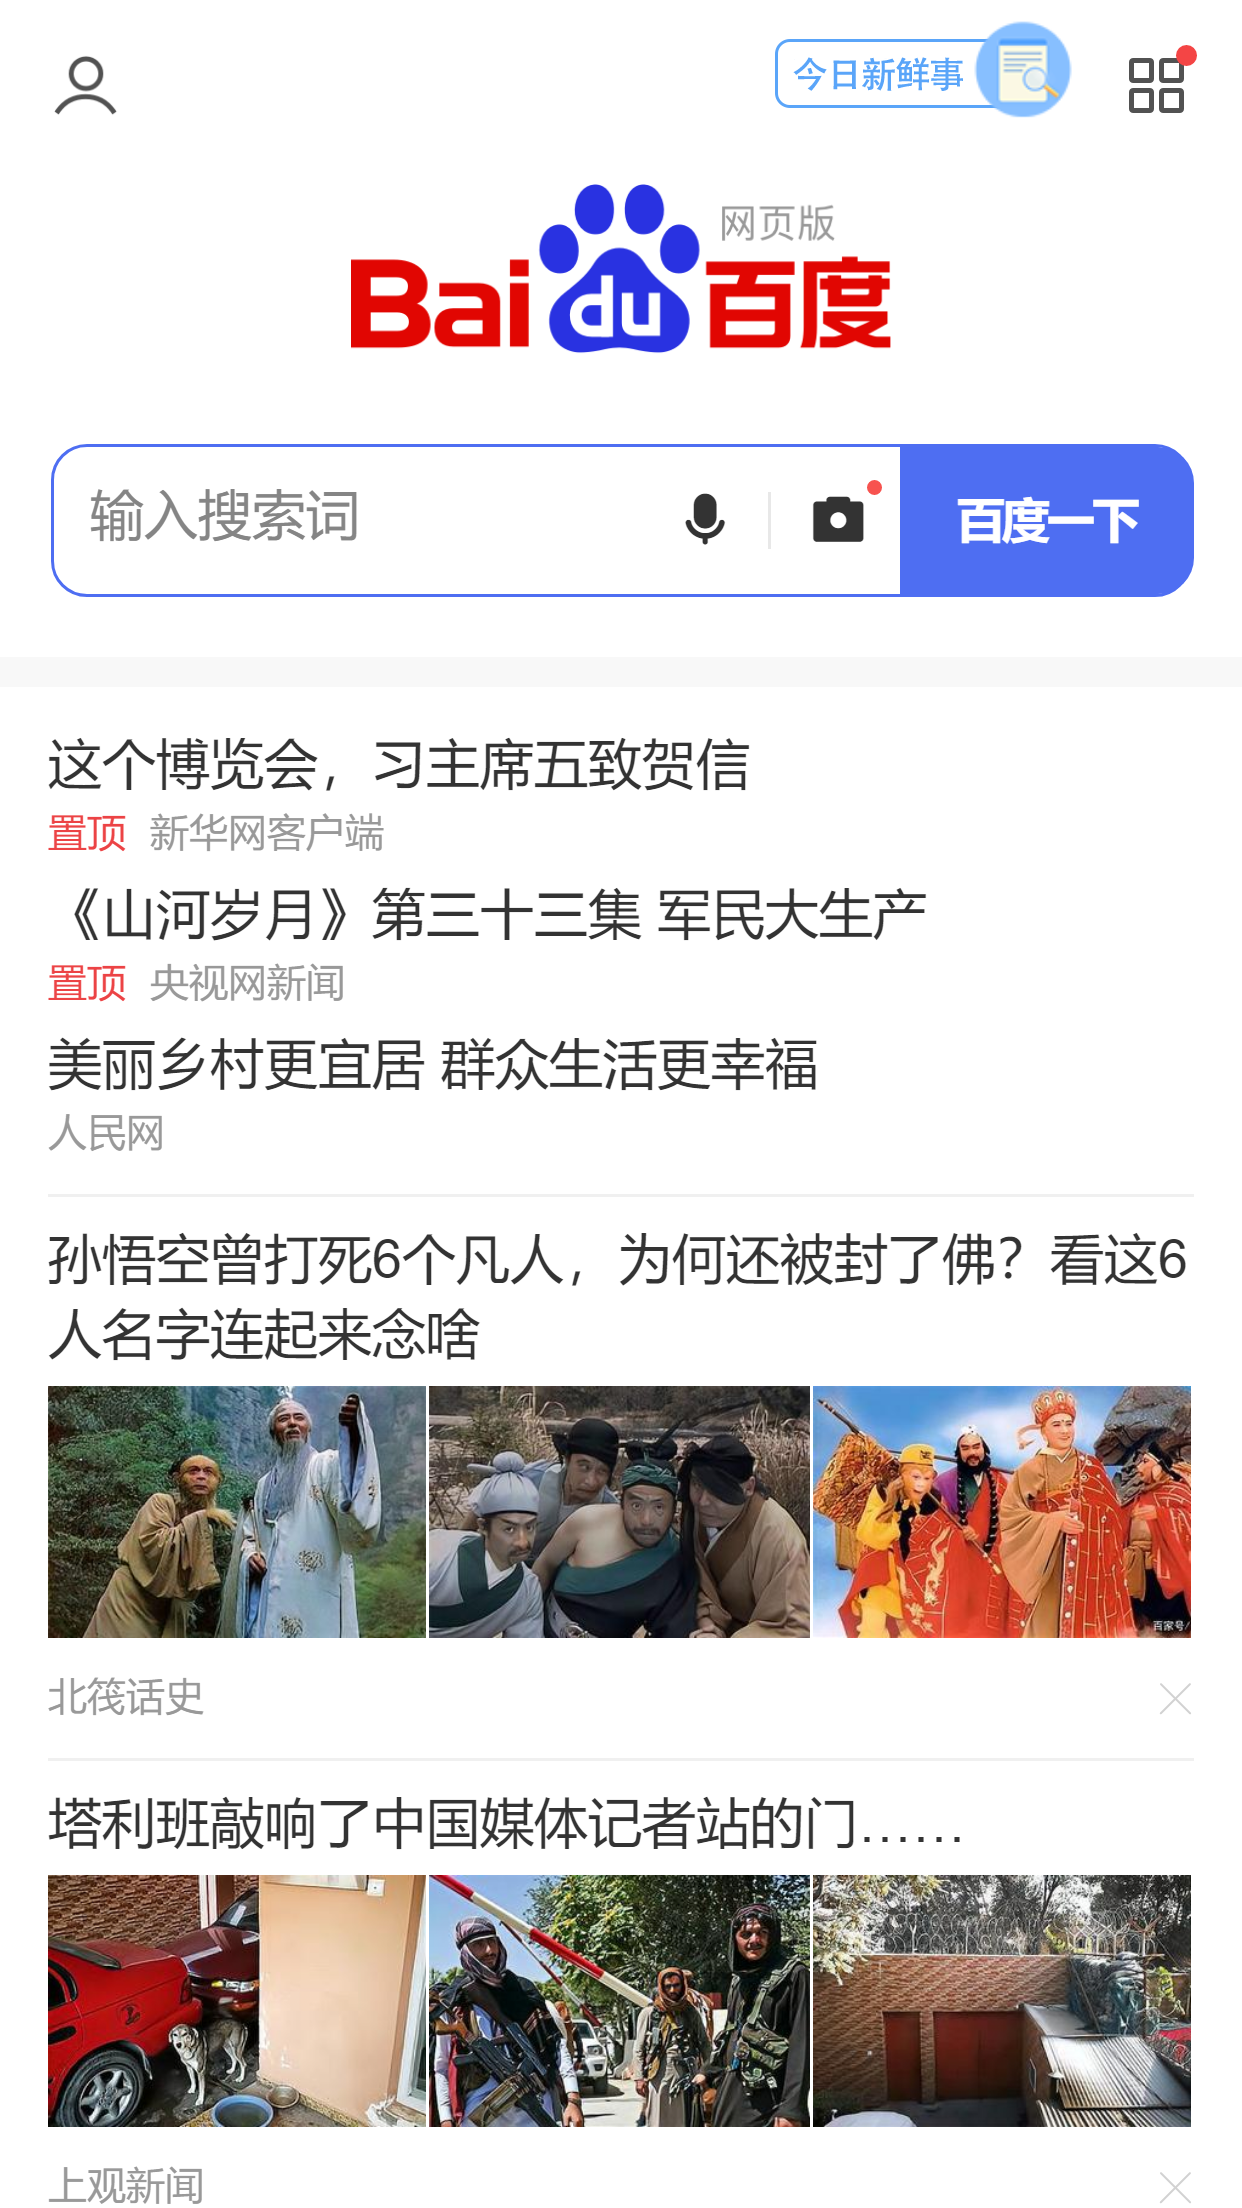 今日新鲜事
网页版
Bai du 百度
输入搜索词
百度一下
这个博览会，习主席五致贺信
置顶 新华网客户端
《山河岁月》第三十三集 军民大生产
置顶 央视网新闻
美丽乡村更宜居 群众生活更幸福
人民网
孙悟空曾打死6个凡人，为何还被封了佛？看这6
人名字连起来念啥
百家号/
北筏话史
塔利班敲响了中国媒体记者站的门……
上观新闻